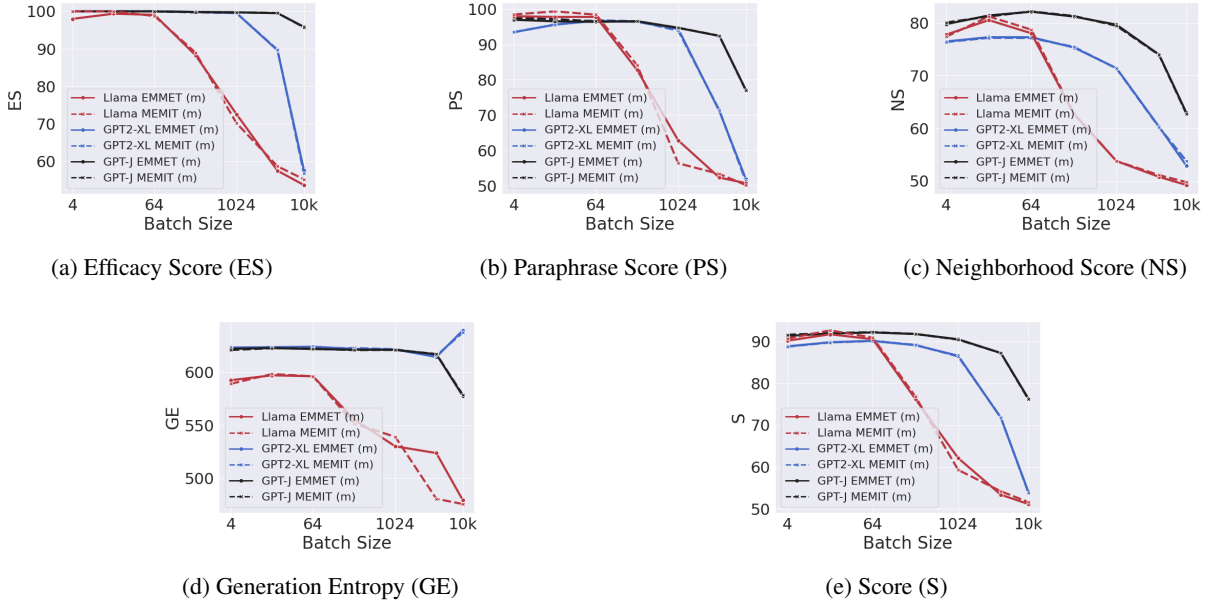 100
90
80
70
60
ES
Llama EMMET (m)
Llama MEMIT (m)
GPT2-XL EMMET (m)
GPT2-XL MEMIT (m)
GPT-J EMMET (m)
GPT-J MEMIT (m)
4 64 1024 10k
Batch Size
(a) Efficacy Score (ES)
100
90
80
70
60
50
PS
Llama EMMET (m)
Llama MEMIT (m)
GPT2-XL EMMET (m)
GPT2-XL MEMIT (m)
GPT-J EMMET (m)
GPT-J MEMIT (m)
4 64 1024 10k
Batch Size
(b) Paraphrase Score (PS)
80
70
60
50
NS
Llama EMMET (m)
Llama MEMIT (m)
GPT2-XL EMMET (m)
GPT2-XL MEMIT (m)
GPT-J EMMET (m)
GPT-J MEMIT (m)
4 64 1024 10k
Batch Size
(c) Neighborhood Score (NS)
600
550
500
GE
Llama EMMET (m)
Llama MEMIT (m)
GPT2-XL EMMET (m)
GPT2-XL MEMIT (m)
GPT-J EMMET (m)
GPT-J MEMIT (m)
4 64 1024 10k
Batch Size
(d) Generation Entropy (GE)
90
80
70
60
50
S
Llama EMMET (m)
Llama MEMIT (m)
GPT2-XL EMMET (m)
GPT2-XL MEMIT (m)
GPT-J EMMET (m)
GPT-J MEMIT (m)
4 64 1024 10k
Batch Size
(e) Score (S)